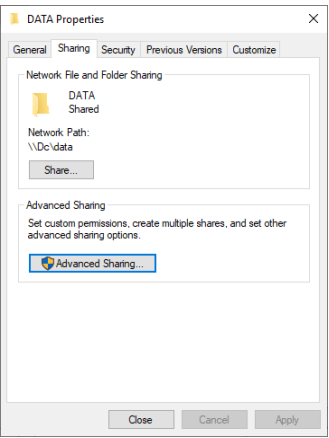 DATA Properties
General Sharing Security Previous Versions Customize
Network File and Folder Sharing
DATA
Shared
Network Path:
\\Dc\data
Share...
Advanced Sharing
Set custom permissions, create multiple shares, and set other
advanced sharing options.
Advanced Sharing...
Close Cancel Apply